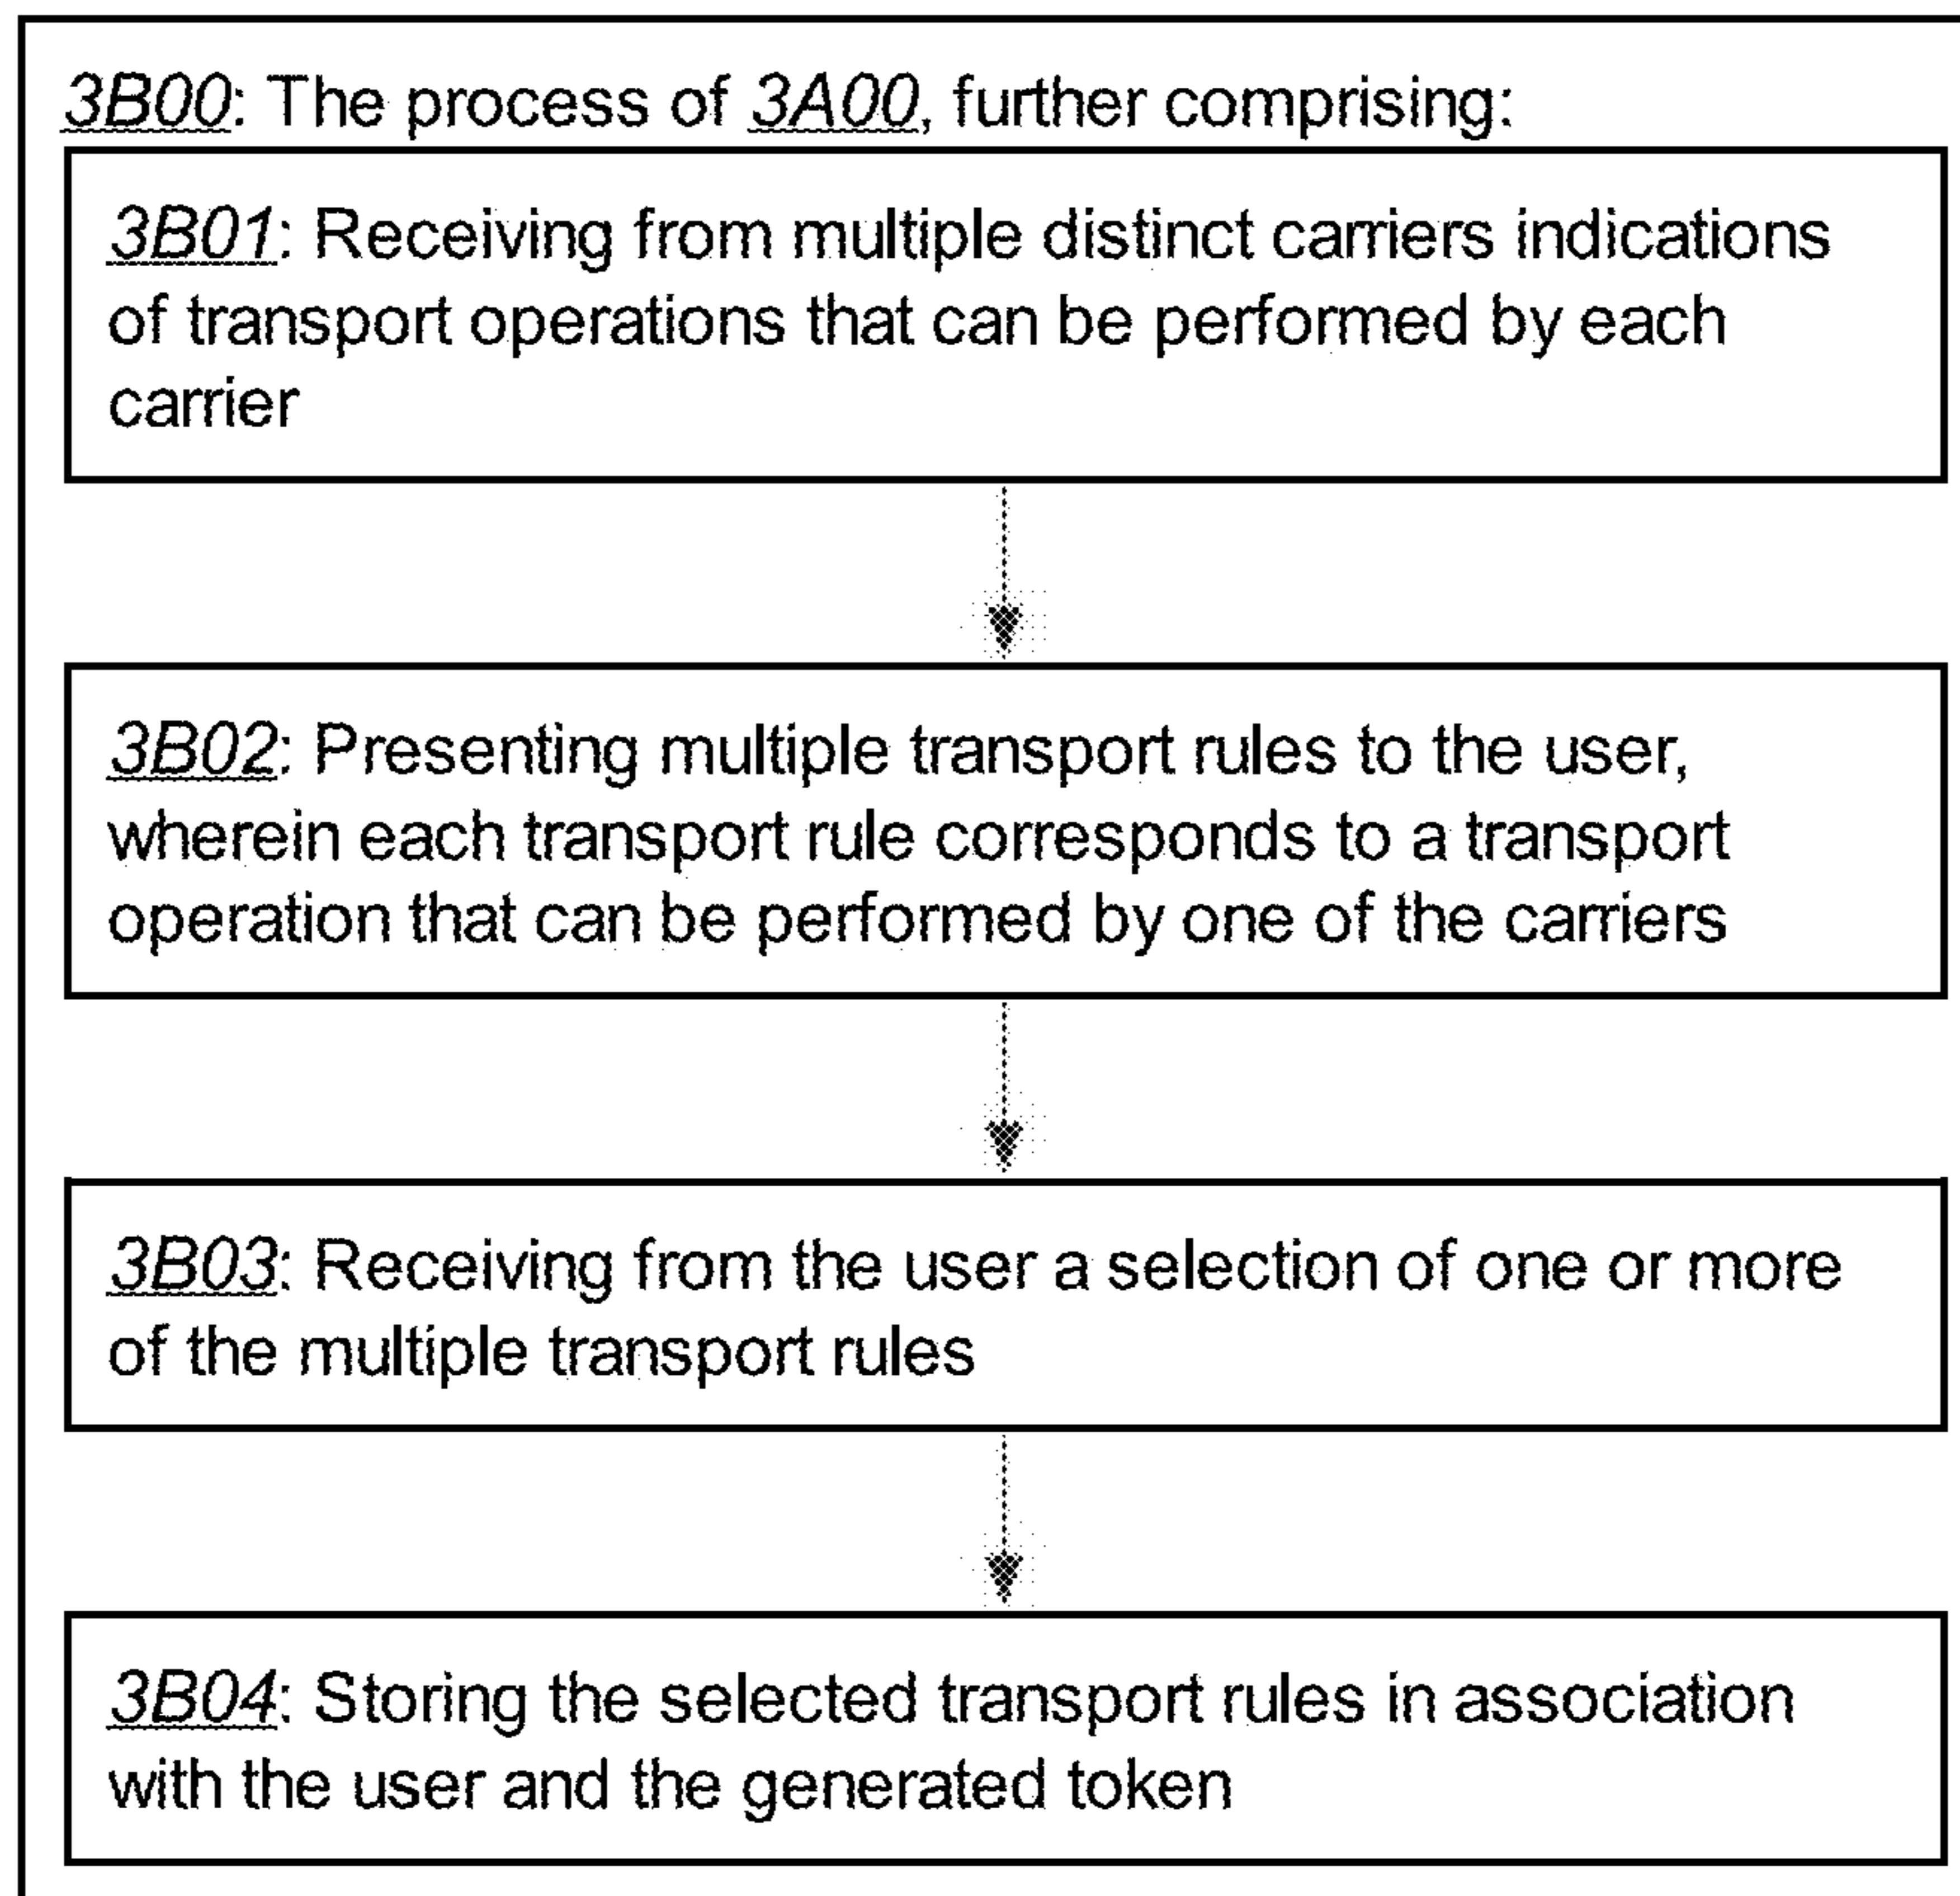 3B00: The process of 3A00, further comprising:
3B01: Receiving from multiple distinct carriers indications
of transport operations that can be performed by each
carrier
3B02: Presenting multiple transport rules to the user,
wherein each transport rule corresponds to a transport
operation that can be performed by one of the carriers
3B03: Receiving from the user a selection of one or more
of the multiple transport rules
3B04: Storing the selected transport rules in association
with the user and the generated token